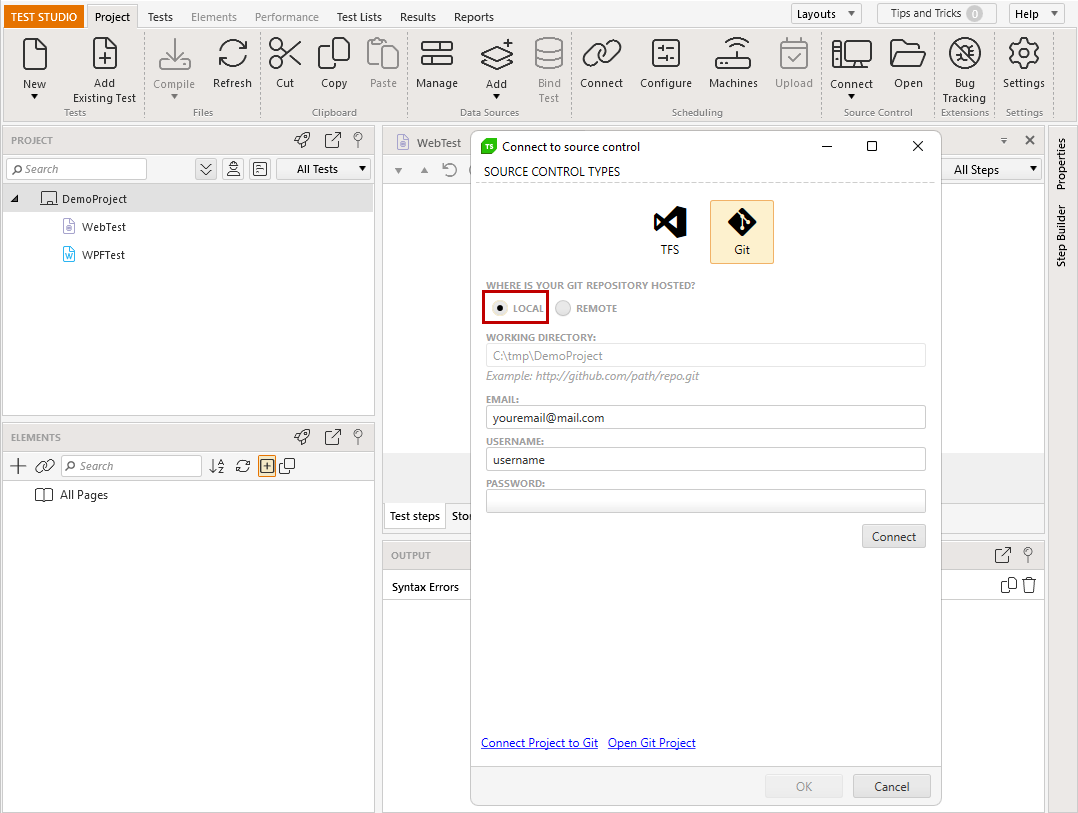 TEST STUDIO Project Tests Elements Performance Test Lists Results Reports Layouts Tips and Tricks 0 Help
New Add Existing Test Compile Refresh Cut Copy Paste Manage Add Bind Test Connect Configure Machines Upload Connect Open Bug Tracking Settings
Tests Files Clipboard Data Sources Scheduling Source Control Extensions Settings
PROJECT
Search All Tests
DemoProject
WebTest
WPFTest
ELEMENTS
Search
All Pages
WebTest
All Steps
Test steps Stor
OUTPUT
Syntax Errors
Properties
Step Builder
TS Connect to source control
SOURCE CONTROL TYPES
TFS Git
WHERE IS YOUR GIT REPOSITORY HOSTED?
LOCAL REMOTE
WORKING DIRECTORY:
C:\tmp\DemoProject
Example: http://github.com/path/repo.git
EMAIL:
youremail@mail.com
USERNAME:
username
PASSWORD:
Connect
Connect Project to Git Open Git Project
OK Cancel